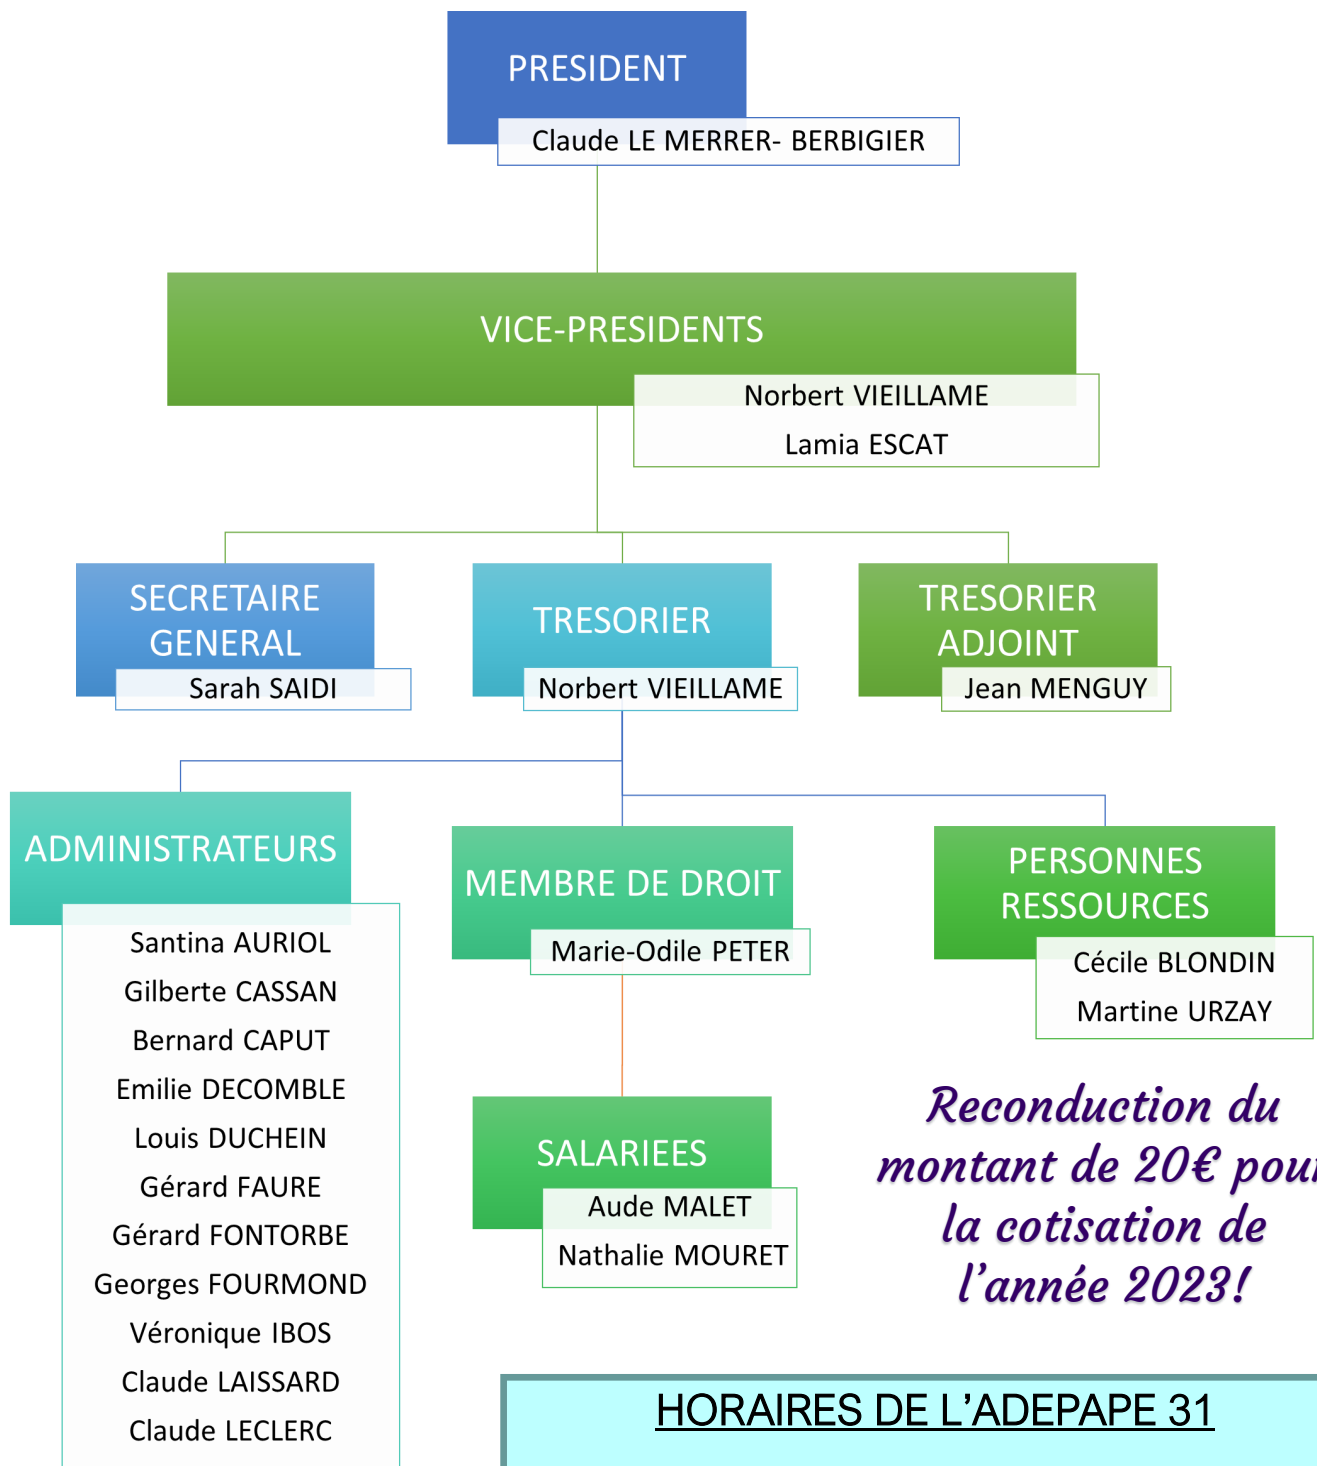 PRESIDENT
Claude LE MERRER- BERBIGIER
VICE-PRESIDENTS
Norbert VIEILLAME
Lamia ESCAT
SECRETAIRE
GENERAL
Sarah SAIDI
TRESORIER
Norbert VIEILLAME
TRESORIER
ADJOINT
Jean MENGUY
ADMINISTRATEURS
Santina AURIOL
Gilberte CASSAN
Bernard CAPUT
Emilie DECOMBLE
Louis DUCHEIN
Gérard FAURE
Gérard FONTORBE
Georges FOURMOND
Véronique IBOS
Claude LAISSARD
Claude LECLERC
MEMBRE DE DROIT
Marie-Odile PETER
PERSONNES
RESSOURCES
Cécile BLONDIN
Martine URZAY
SALARIEES
Aude MALET
Nathalie MOURET
Reconduction du
montant de 20€ pour
la cotisation de
l’année 2023!
HORAIRES DE L’ADEPAPE 31